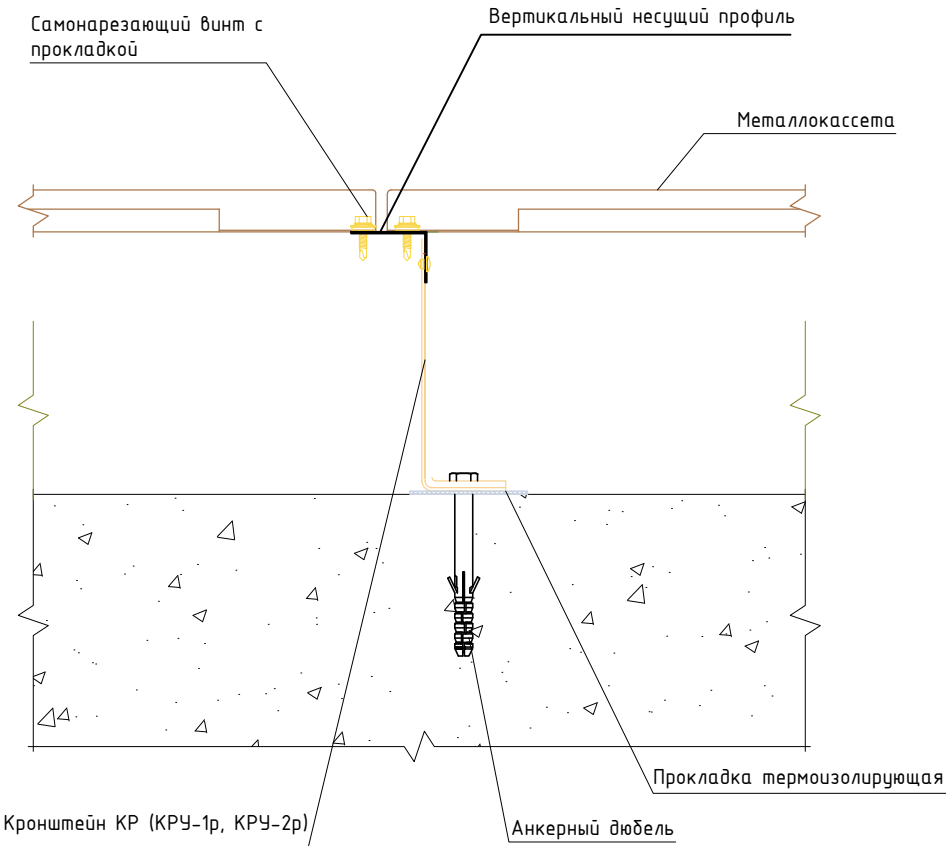 Самонарезающий винт с
прокладкой
Вертикальный несущий профиль
Металлокассета
Прокладка термоизолирующая
Кронштейн КР (КРУ-1р, КРУ-2р)
Анкерный дюбель